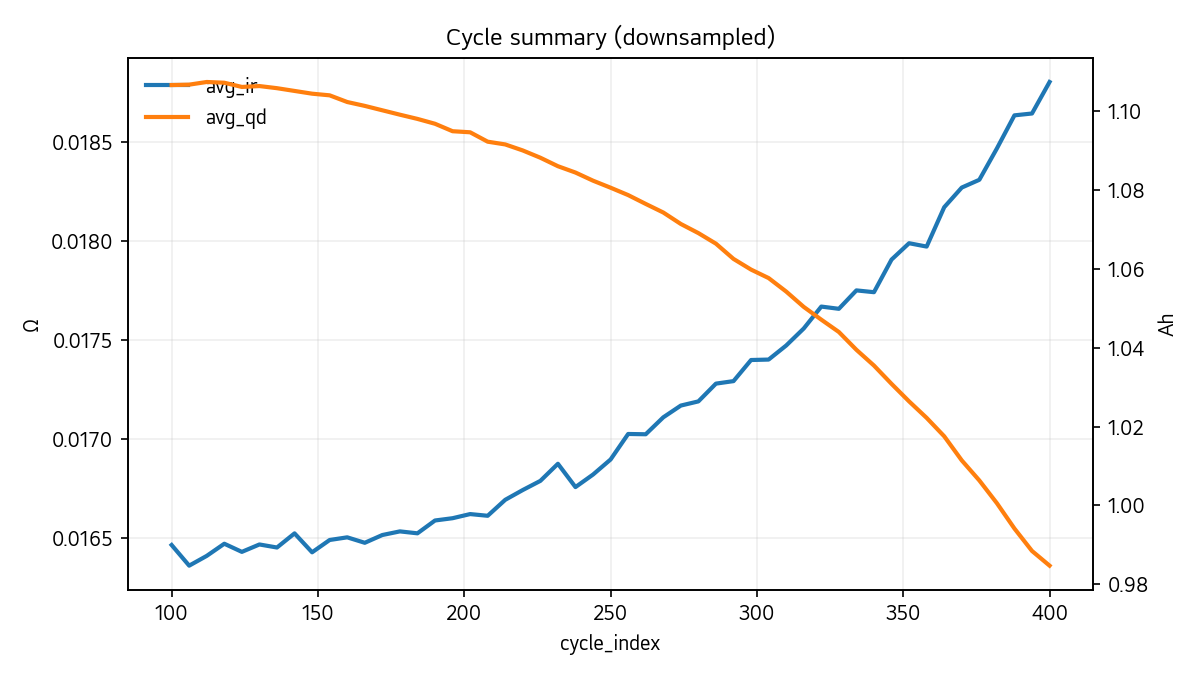 Cycle summary (downsampled)
avg_ir
avg_qd
0.0185
0.0180
0.0175
0.0170
0.0165
Ω
1.10
1.08
1.06
1.04
1.02
1.00
0.98
Ah
100 150 200 250 300 350 400
cycle_index